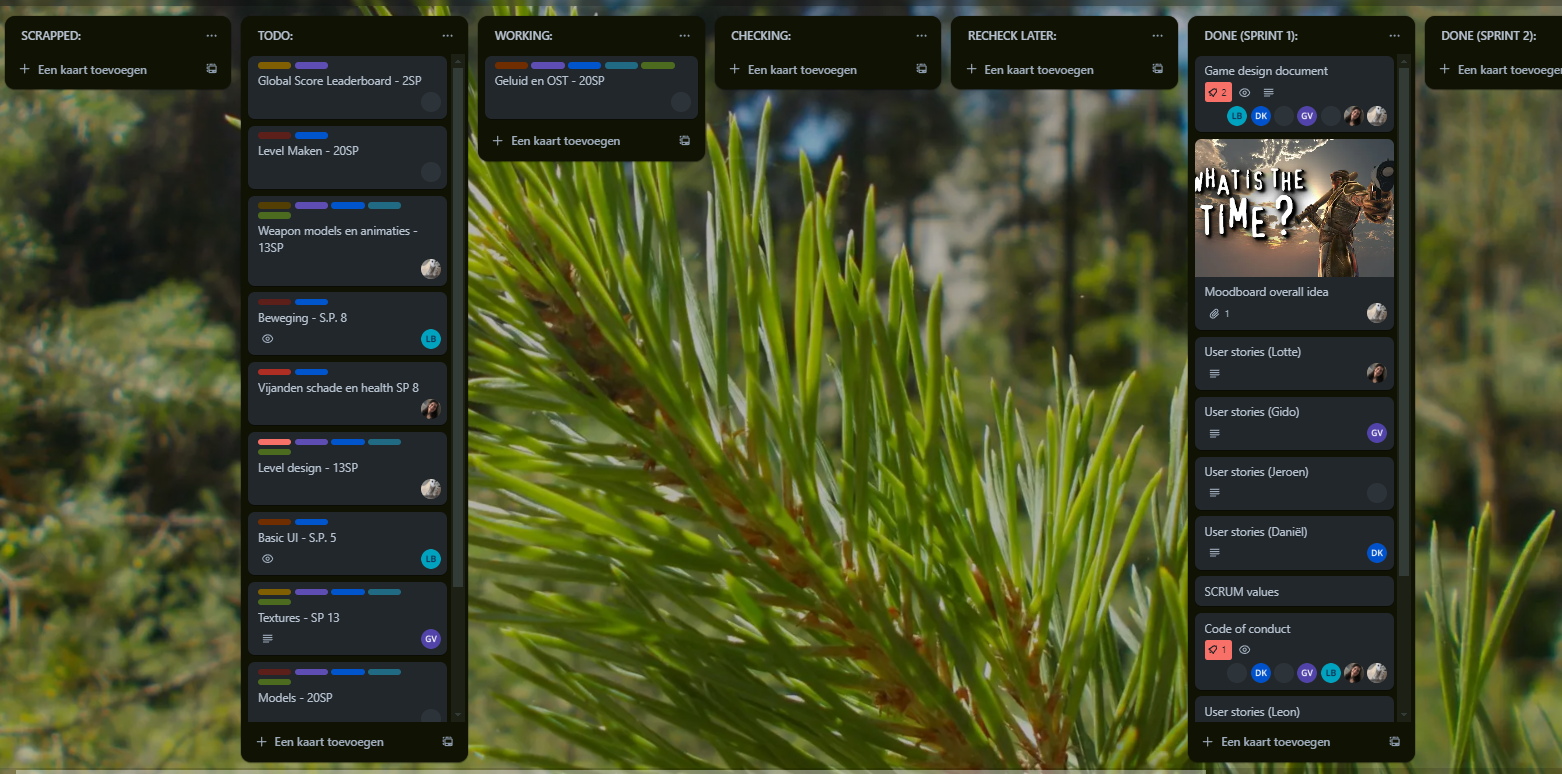 SCRAPPED:
Een kaart toevoegen
TODO:
Global Score Leaderboard - 2SP
Level Maken - 20SP
Weapon models en animaties -
13SP
Beweging - S.P. 8
LB
Vijanden schade en health SP 8
Level design - 13SP
Basic UI - S.P. 5
LB
Textures - SP 13
GV
Models - 20SP
Een kaart toevoegen
WORKING:
Geluid en OST - 20SP
Een kaart toevoegen
CHECKING:
Een kaart toevoegen
RECHECK LATER:
Een kaart toevoegen
DONE (SPRINT 1):
Game design document
2
LB DK GV
WHAT IS THE
TIME?
Moodboard overall idea
1
User stories (Lotte)
User stories (Gido)
GV
User stories (Jeroen)
User stories (Daniël)
DK
SCRUM values
Code of conduct
1
DK GV LB
User stories (Leon)
Een kaart toevoegen
DONE (SPRINT 2):
Een kaart toevoegen